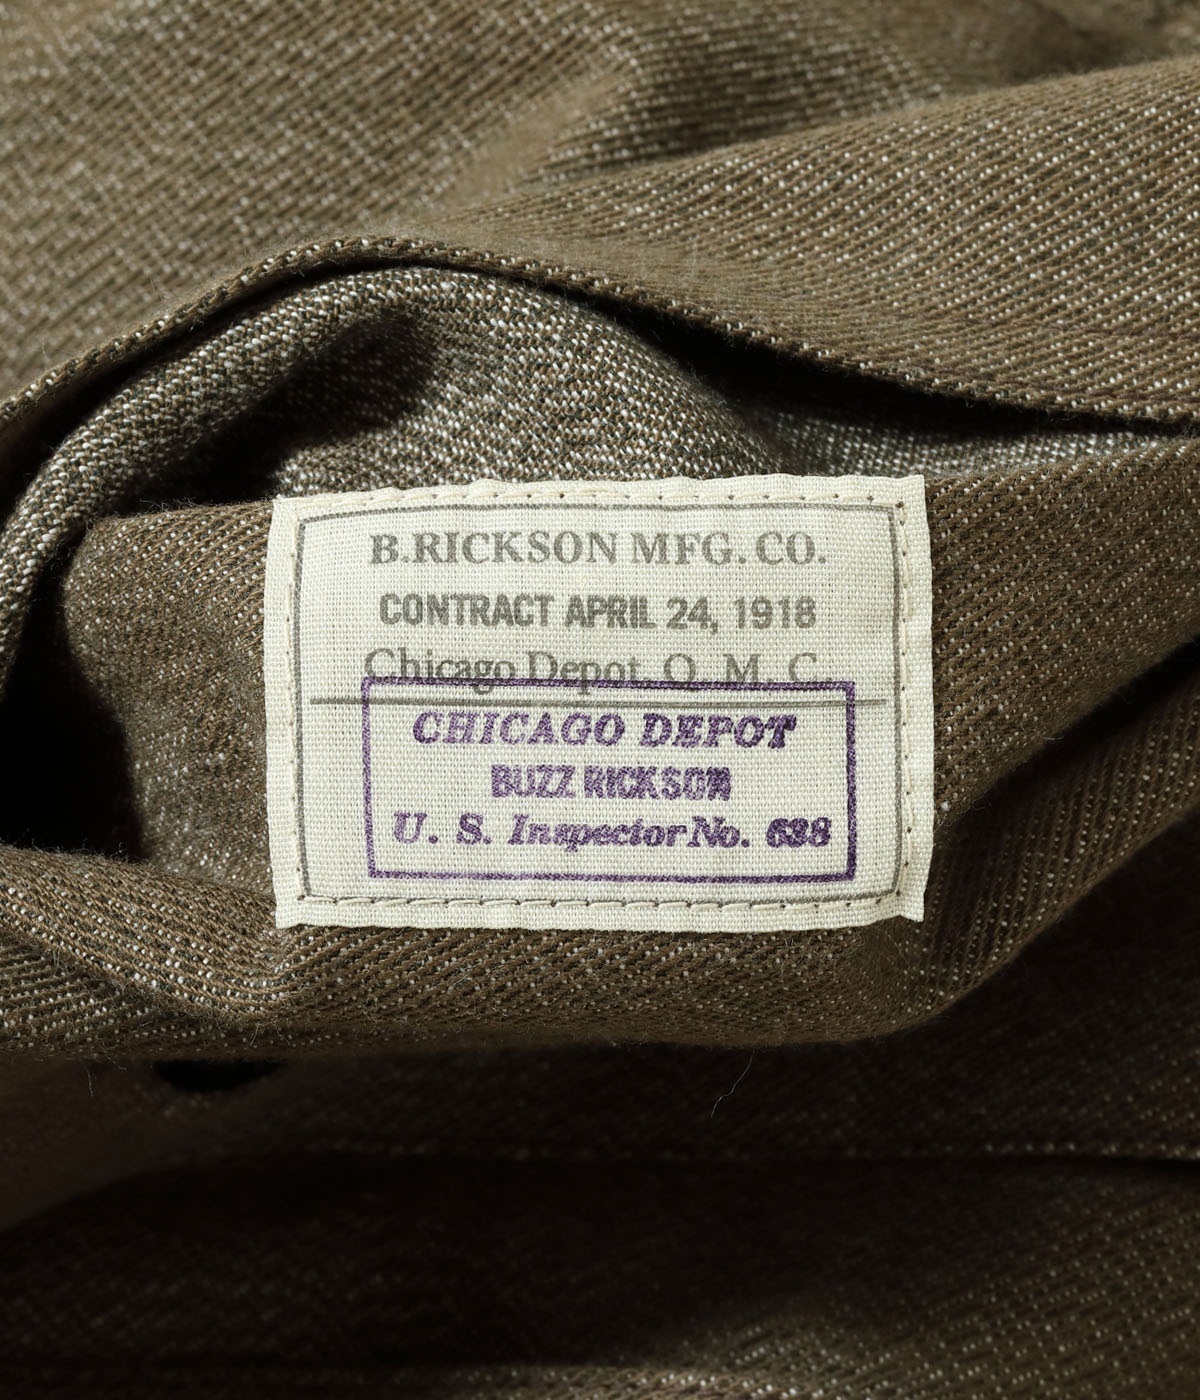 B.RICKSON MFG. CO.
CONTRACT APRIL 24, 1918
Chicago Depot, Q. M. C.
CHICAGO DEPOT
BUZZ RICKSON
U. S. Inspector No. 638